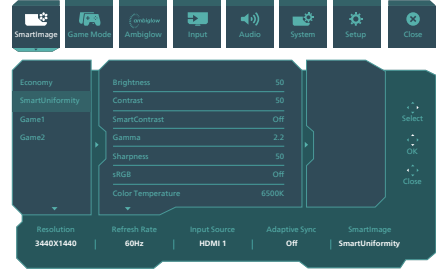 SmartImage
Game Mode
ambiglow
Ambiglow
Input
Audio
System
Setup
Close
Economy
SmartUniformity
Game1
Game2
Brightness 50
Contrast 50
SmartContrast Off
Gamma 2.2
Sharpness 50
sRGB Off
Color Temperature 6500K
Select
OK
Close
Resolution Refresh Rate Input Source Adaptive Sync SmartImage
3440X1440 | 60Hz | HDMI 1 | Off | SmartUniformity